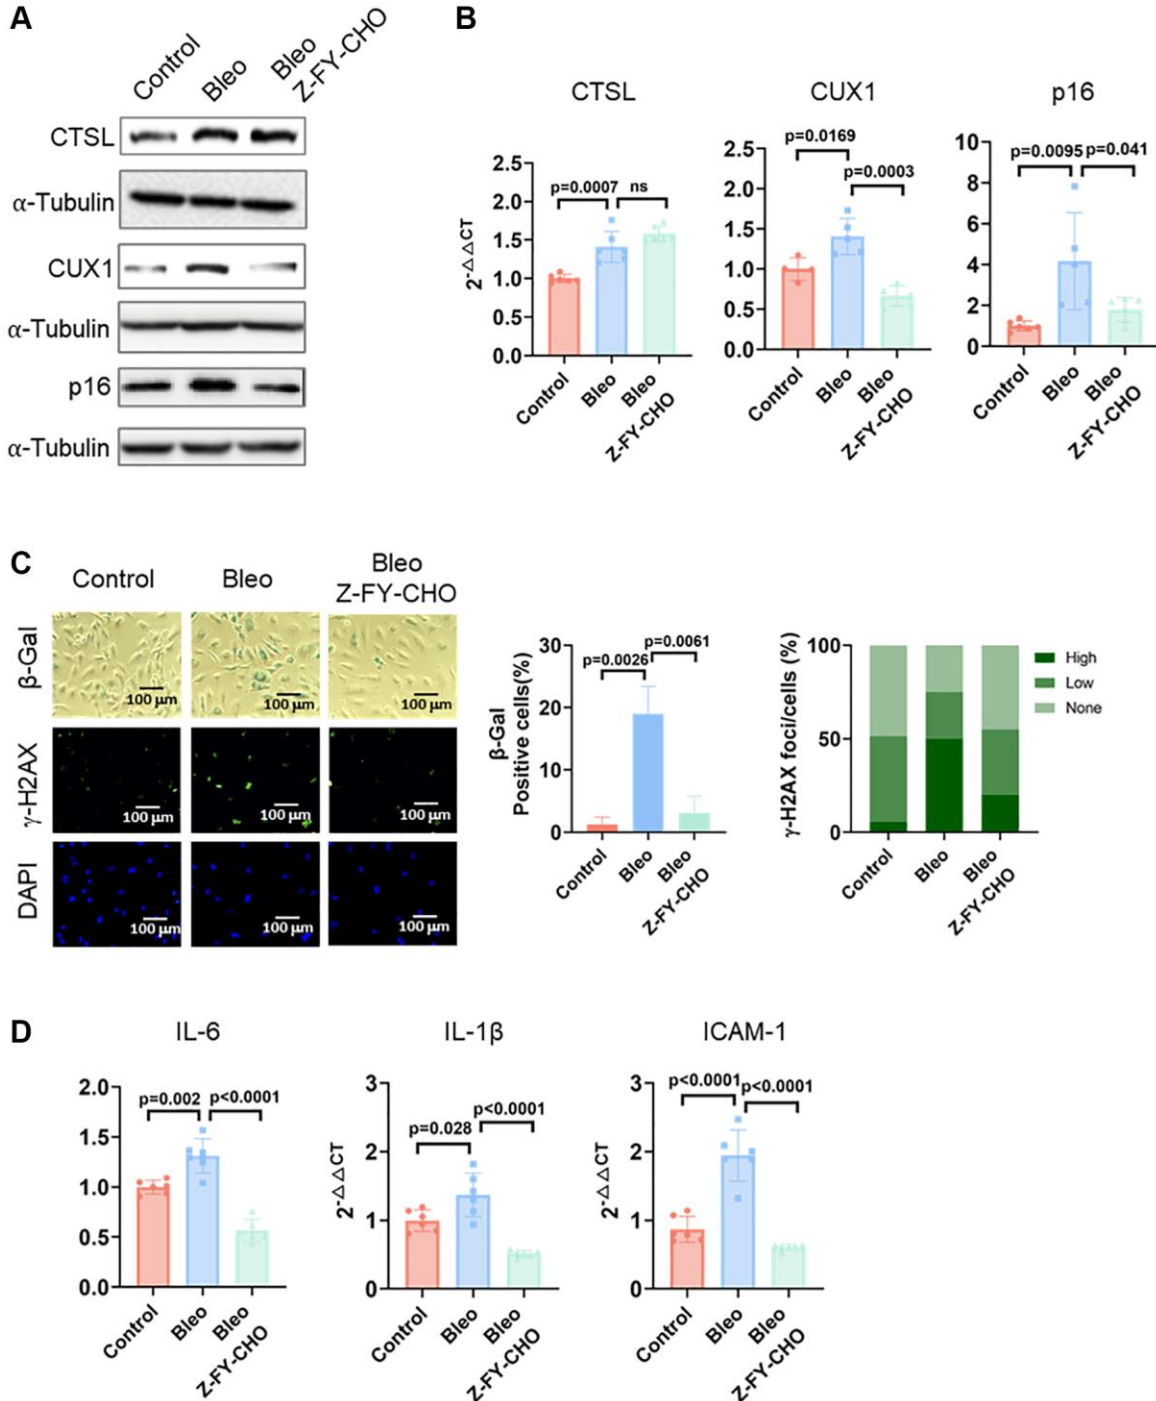 A
Control
Bleo
Bleo
Z-FY-CHO
CTSL
α-Tubulin
CUX1
α-Tubulin
p16
α-Tubulin
B
CTSL
2-△△CT
2.5
2.0
1.5
1.0
0.5
0.0
p=0.0007
ns
Control
Bleo
Bleo
Z-FY-CHO
CUX1
2.5
2.0
1.5
1.0
0.5
0.0
p=0.0169
p=0.0003
Control
Bleo
Bleo
Z-FY-CHO
p16
10
8
6
4
2
0
p=0.0095
p=0.041
Control
Bleo
Bleo
Z-FY-CHO
C
Control
Bleo
Bleo
Z-FY-CHO
β-Gal
100 μm
100 μm
100 μm
γ-H2AX
100 μm
100 μm
100 μm
DAPI
100 μm
100 μm
100 μm
β-Gal
Positive cells(%)
30
20
10
0
p=0.0026
p=0.0061
Control
Bleo
Bleo
Z-FY-CHO
γ-H2AX foci/cells (%)
100
50
0
High
Low
None
Control
Bleo
Bleo
Z-FY-CHO
D
IL-6
2.0
1.5
1.0
0.5
0.0
p=0.002
p<0.0001
Control
Bleo
Bleo
Z-FY-CHO
IL-1β
2-△△CT
3
2
1
0
p=0.028
p<0.0001
Control
Bleo
Bleo
Z-FY-CHO
ICAM-1
2-△△CT
3
2
1
0
p<0.0001
p<0.0001
Control
Bleo
Bleo
Z-FY-CHO